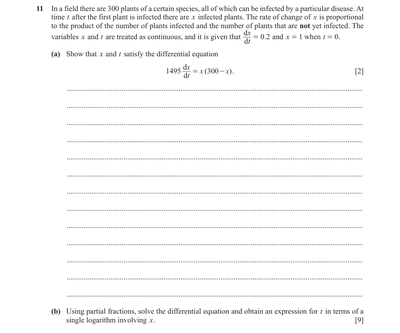 11 In a field there are 300 plants of a certain species, all of which can be infected by a particular disease. At
time t after the first plant is infected there are x infected plants. The rate of change of x is proportional
to the product of the number of plants infected and the number of plants that are not yet infected. The
variables x and t are treated as continuous, and it is given that dx/dt = 0.2 and x = 1 when t = 0.
(a) Show that x and t satisfy the differential equation
1495 dx/dt = x(300 − x). [2]
(b) Using partial fractions, solve the differential equation and obtain an expression for t in terms of a
single logarithm involving x. [9]